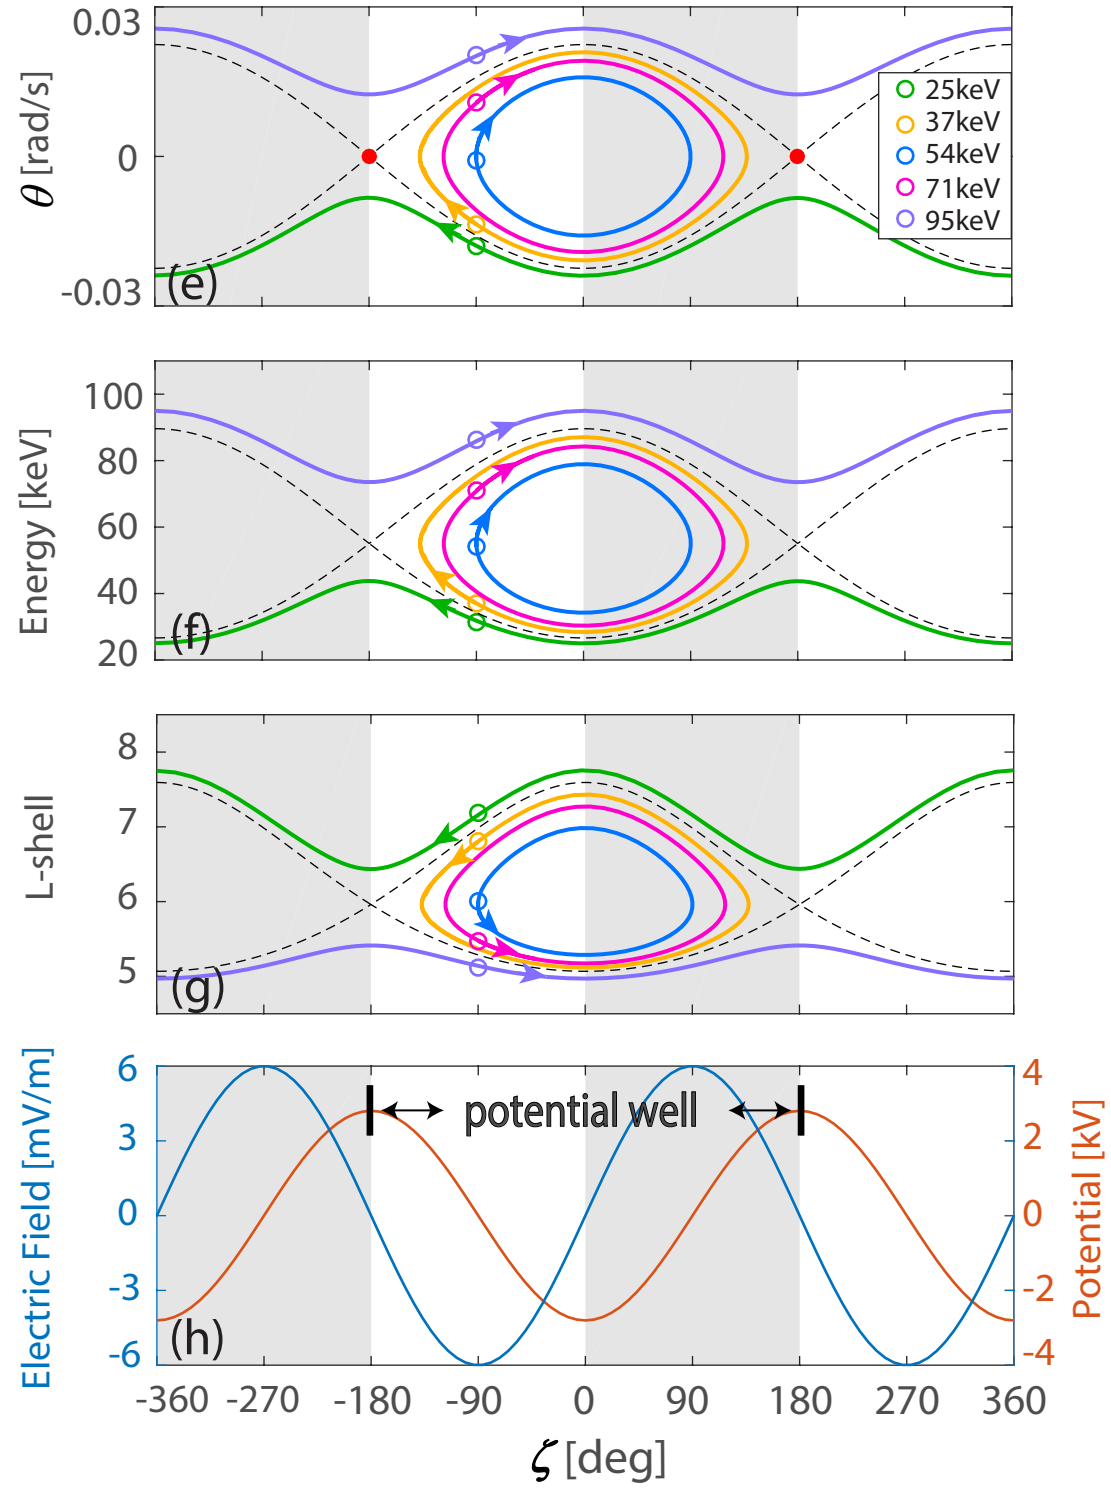 0.03
0
-0.03
θ [rad/s]
25keV
37keV
54keV
71keV
95keV
(e)
100
80
60
40
20
Energy [keV]
(f)
8
7
6
5
L-shell
(g)
6
3
0
-3
-6
Electric Field [mV/m]
potential well
4
2
0
-2
-4
Potential [kV]
(h)
-360 -270 -180 -90 0 90 180 270 360
ζ [deg]